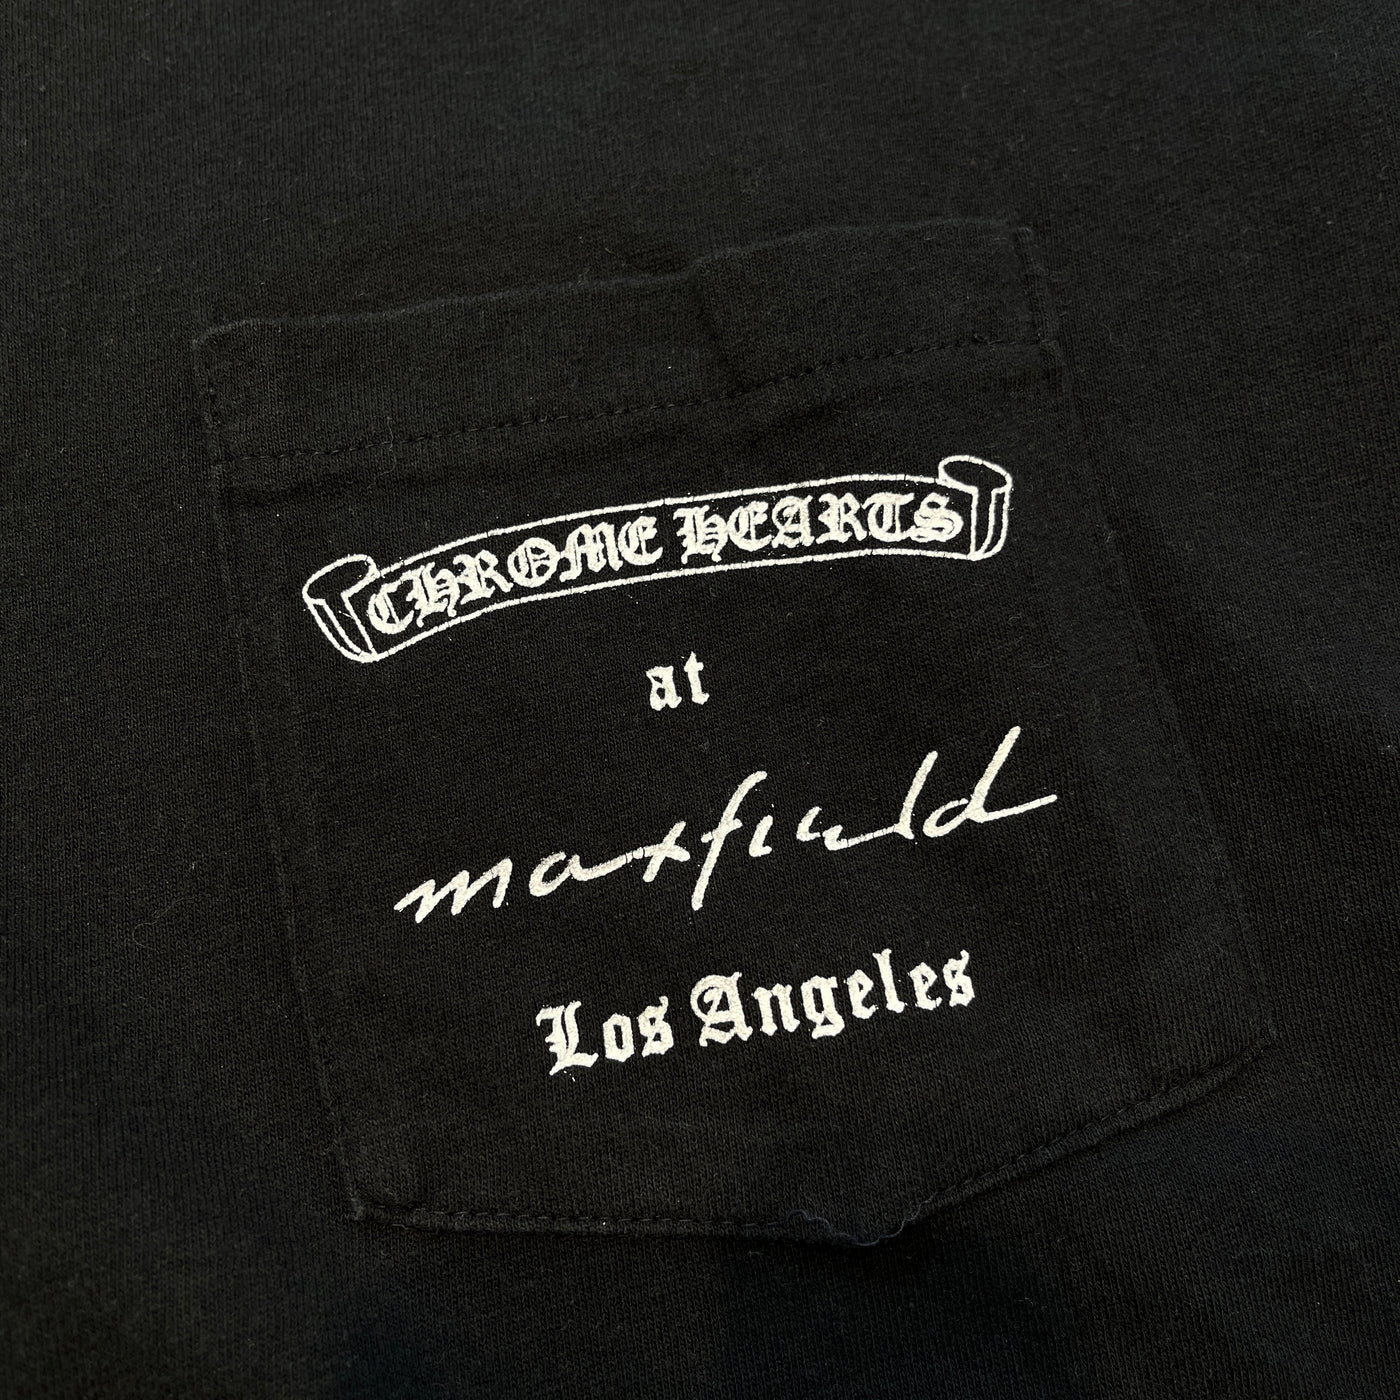 CHROME HEARTS
at
maxfield
Los Angeles